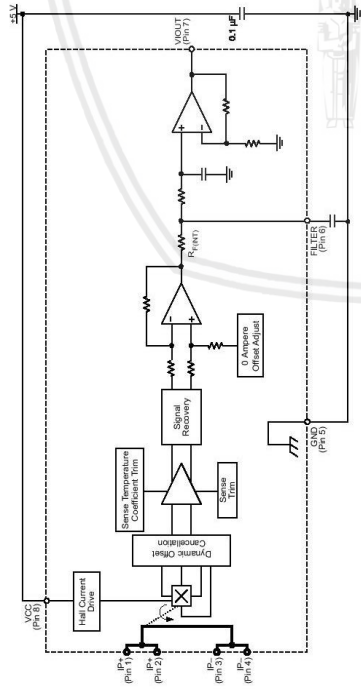 +5 V
VCC
(Pin 8)
Hall Current
Drive
IP+
(Pin 1)
IP+
(Pin 2)
IP−
(Pin 3)
IP−
(Pin 4)
Dynamic Offset
Cancellation
Sense Temperature
Coefficient Trim
Sense
Trim
Signal
Recovery
0 Ampere
Offset Adjust
RF(INT)
GND
(Pin 5)
FILTER
(Pin 6)
VIOUT
(Pin 7)
0.1 µF